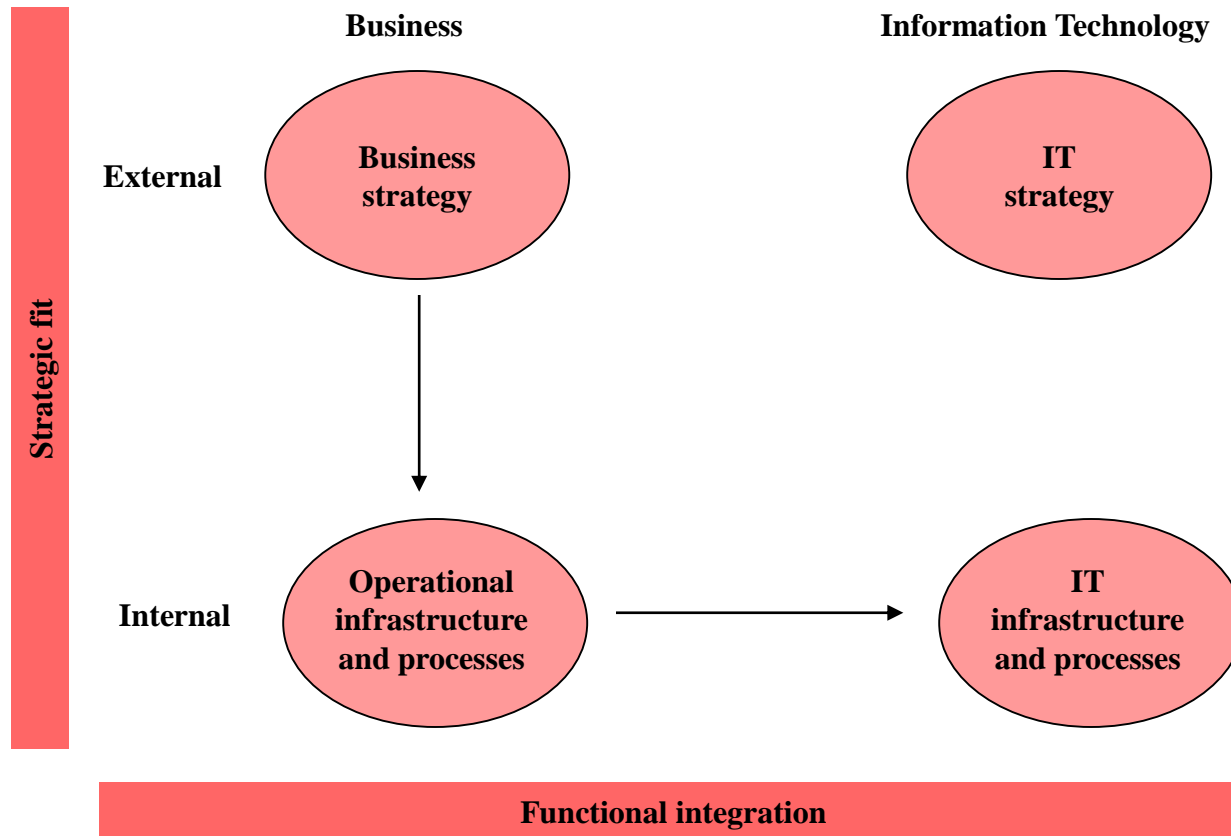 Business
Information Technology
Strategic fit
External
Business
strategy
IT
strategy
Internal
Operational
infrastructure
and processes
IT
infrastructure
and processes
Functional integration